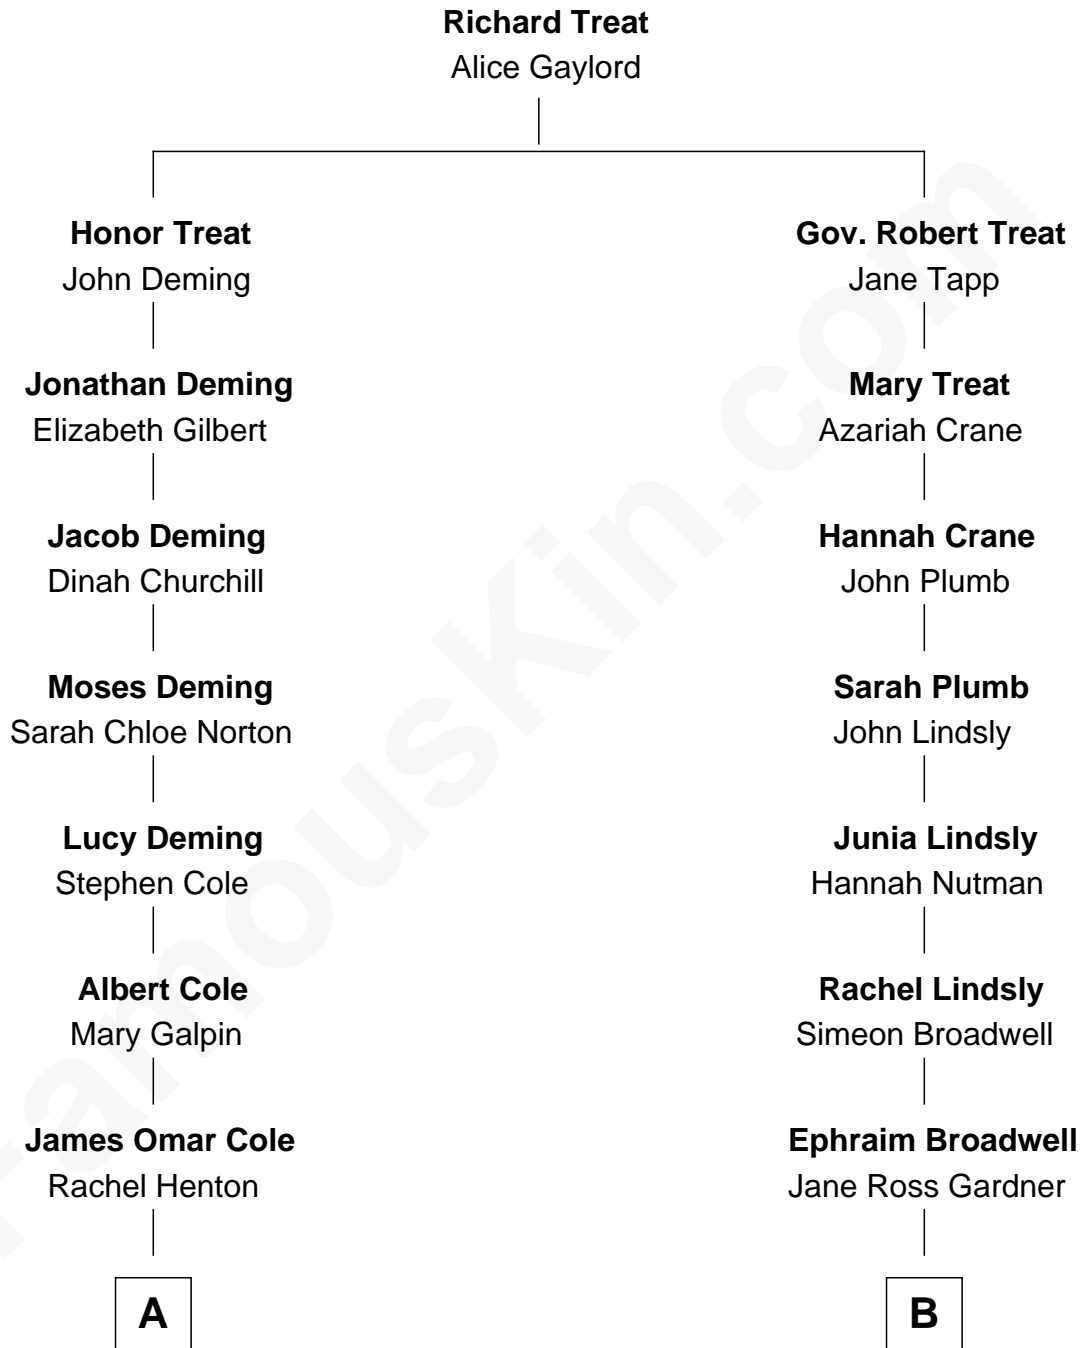 Richard Treat
Alice Gaylord
Honor Treat
John Deming
Gov. Robert Treat
Jane Tapp
Jonathan Deming
Elizabeth Gilbert
Mary Treat
Azariah Crane
Jacob Deming
Dinah Churchill
Hannah Crane
John Plumb
Moses Deming
Sarah Chloe Norton
Sarah Plumb
John Lindsly
Lucy Deming
Stephen Cole
Junia Lindsly
Hannah Nutman
Albert Cole
Mary Galpin
Rachel Lindsly
Simeon Broadwell
James Omar Cole
Rachel Henton
Ephraim Broadwell
Jane Ross Gardner
A
B
FamousKin.com